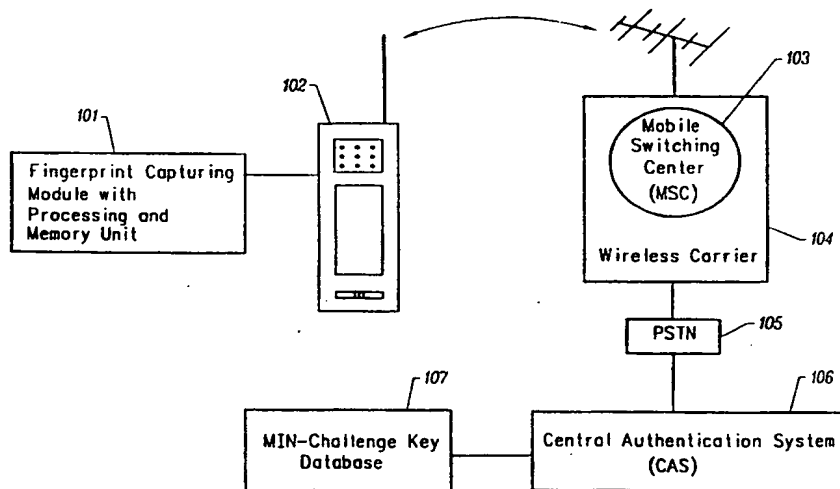 103
102
101
Mobile
Switching
Center
(MSC)
Fingerprint Capturing
Module with
Processing and
Memory Unit
104
Wireless Carrier
PSTN
105
107
106
MIN-Challenge Key
Database
Central Authentication System
(CAS)